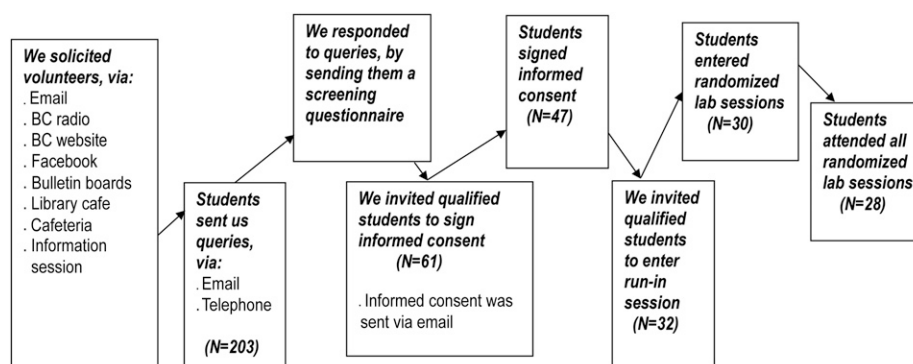 We solicited
volunteers, via:
. Email
. BC radio
. BC website
. Facebook
. Bulletin boards
. Library cafe
. Cafeteria
. Information
session
Students
sent us
queries,
via:
. Email
. Telephone
(N=203)
We responded
to queries, by
sending them a
screening
questionnaire
We invited qualified
students to sign
informed consent
(N=61)
. Informed consent was
sent via email
Students
signed
informed
consent
(N=47)
We invited
qualified
students
to enter
run-in
session
(N=32)
Students
entered
randomized
lab sessions
(N=30)
Students
attended all
randomized
lab sessions
(N=28)